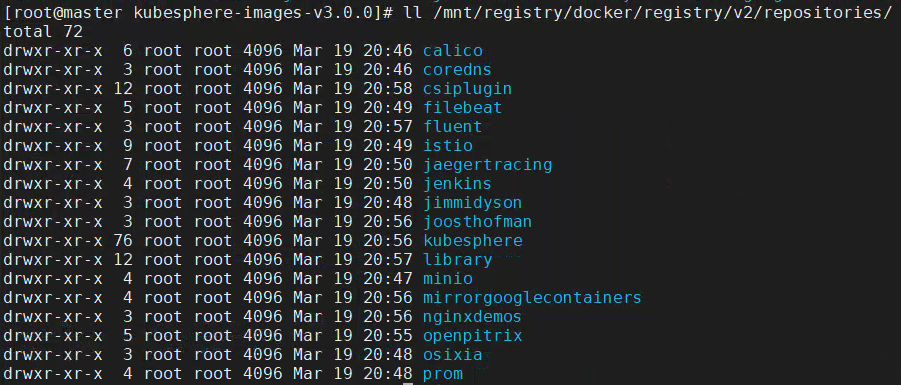 [root@master kubesphere-images-v3.0.0]# ll /mnt/registry/docker/registry/v2/repositories/
total 72
drwxr-xr-x  6 root root 4096 Mar 19 20:46 calico
drwxr-xr-x  3 root root 4096 Mar 19 20:46 coredns
drwxr-xr-x 12 root root 4096 Mar 19 20:58 csiplugin
drwxr-xr-x  5 root root 4096 Mar 19 20:49 filebeat
drwxr-xr-x  3 root root 4096 Mar 19 20:57 fluent
drwxr-xr-x  9 root root 4096 Mar 19 20:49 istio
drwxr-xr-x  7 root root 4096 Mar 19 20:50 jaegertracing
drwxr-xr-x  4 root root 4096 Mar 19 20:50 jenkins
drwxr-xr-x  3 root root 4096 Mar 19 20:48 jimmidyson
drwxr-xr-x  3 root root 4096 Mar 19 20:56 joosthofman
drwxr-xr-x 76 root root 4096 Mar 19 20:56 kubesphere
drwxr-xr-x 12 root root 4096 Mar 19 20:57 library
drwxr-xr-x  4 root root 4096 Mar 19 20:47 minio
drwxr-xr-x  4 root root 4096 Mar 19 20:56 mirrorgooglecontainers
drwxr-xr-x  3 root root 4096 Mar 19 20:56 nginxdemos
drwxr-xr-x  5 root root 4096 Mar 19 20:55 openpitrix
drwxr-xr-x  3 root root 4096 Mar 19 20:48 osixia
drwxr-xr-x  4 root root 4096 Mar 19 20:48 prom